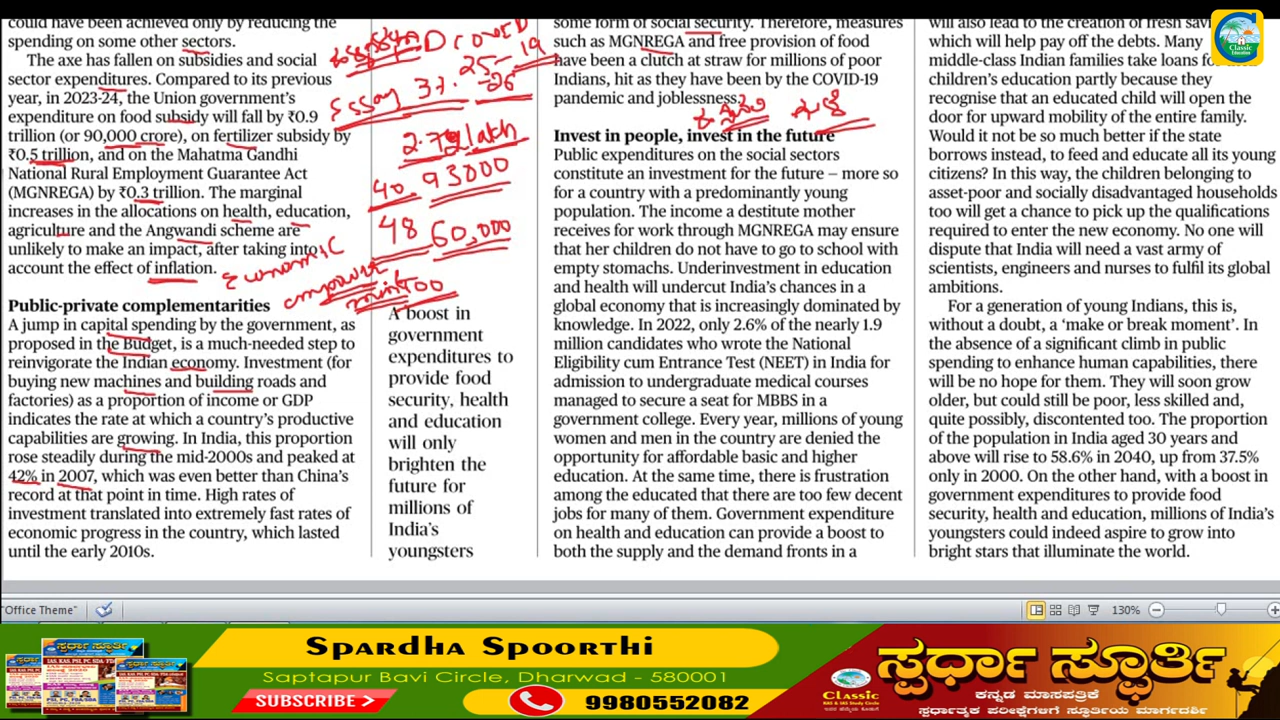 could have been achieved only by reducing the
spending on some other sectors.
The axe has fallen on subsidies and social
sector expenditures. Compared to its previous
year, in 2023-24, the Union government's
expenditure on food subsidy will fall by ₹0.9
trillion (or 90,000 crore), on fertilizer subsidy by
₹0.5 trillion, and on the Mahatma Gandhi
National Rural Employment Guarantee Act
(MGNREGA) by ₹0.3 trillion. The marginal
increases in the allocations on health, education,
agriculture and the Angwandi scheme are
unlikely to make an impact, after taking into
account the effect of inflation.
Public-private complementarities
A jump in capital spending by the government, as
proposed in the Budget, is a much-needed step to
reinvigorate the Indian economy. Investment (for
buying new machines and building roads and
factories) as a proportion of income or GDP
indicates the rate at which a country's productive
capabilities are growing. In India, this proportion
rose steadily during the mid-2000s and peaked at
42% in 2007, which was even better than China's
record at that point in time. High rates of
investment translated into extremely fast rates of
economic progress in the country, which lasted
until the early 2010s.
COVED
19
25-
-26
Essay 37.
2.79 lakh
40. 93000
48 60,000
Economic
A boost in
government
expenditures to
provide food
security, health
and education
will only
brighten the
future for
millions of
India's
youngsters
some form of social security. Therefore, measures
such as MGNREGA and free provision of food
have been a clutch at straw for millions of poor
Indians, hit as they have been by the COVID-19
pandemic and joblessness.
Invest in people, invest in the future
Public expenditures on the social sectors
constitute an investment for the future – more so
for a country with a predominantly young
population. The income a destitute mother
receives for work through MGNREGA may ensure
that her children do not have to go to school with
empty stomachs. Underinvestment in education
and health will undercut India's chances in a
global economy that is increasingly dominated by
knowledge. In 2022, only 2.6% of the nearly 1.9
million candidates who wrote the National
Eligibility cum Entrance Test (NEET) in India for
admission to undergraduate medical courses
managed to secure a seat for MBBS in a
government college. Every year, millions of young
women and men in the country are denied the
opportunity for affordable basic and higher
education. At the same time, there is frustration
among the educated that there are too few decent
jobs for many of them. Government expenditure
on health and education can provide a boost to
both the supply and the demand fronts in a
will also lead to the creation of fresh
which will help pay off the debts. Many
middle-class Indian families take loans for
children's education partly because they
recognise that an educated child will open the
door for upward mobility of the entire family.
Would it not be so much better if the state
borrows instead, to feed and educate all its young
citizens? In this way, the children belonging to
asset-poor and socially disadvantaged households
too will get a chance to pick up the qualifications
required to enter the new economy. No one will
dispute that India will need a vast army of
scientists, engineers and nurses to fulfil its global
ambitions.
For a generation of young Indians, this is,
without a doubt, a 'make or break moment'. In
the absence of a significant climb in public
spending to enhance human capabilities, there
will be no hope for them. They will soon grow
older, but could still be poor, less skilled and,
quite possibly, discontented too. The proportion
of the population in India aged 30 years and
above will rise to 58.6% in 2040, up from 37.5%
only in 2000. On the other hand, with a boost in
government expenditures to provide food
security, health and education, millions of India's
youngsters could indeed aspire to grow into
bright stars that illuminate the world.
Classic
Education
"Office Theme"
130%
ಸ್ಪರ್ಧಾ ಸ್ಫೂರ್ತಿ
Spardha Spoorthi
Saptapur Bavi Circle, Dharwad - 580001
SUBSCRIBE
9980552082
ಸ್ಪರ್ಧಾ ಸ್ಫೂರ್ತಿ
Classic
ಕನ್ನಡ ಮಾಸಪತ್ರಿಕೆ
ಸ್ಪರ್ಧಾತ್ಮಕ ಪರೀಕ್ಷೆಗಳಿಗೆ ಸ್ಫೂರ್ತಿಯ ಮಾರ್ಗದರ್ಶಿ